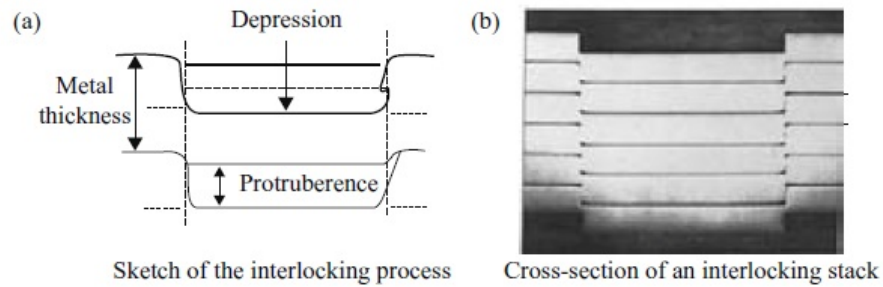 (a)
Depression
Metal
thickness
Protruberence
Sketch of the interlocking process
(b)
Cross-section of an interlocking stack